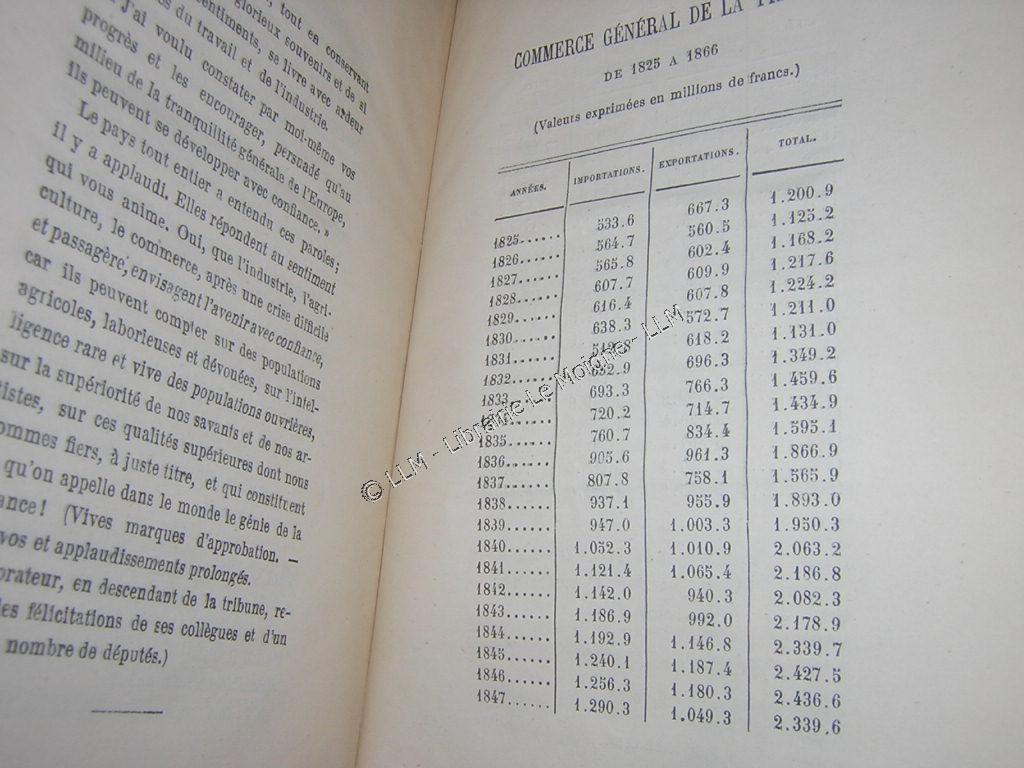 tout en conservant
glorieux souvenirs et de si
sentiments, se livre avec ardeur
du travail et de l'industrie.
J'ai voulu constater par moi-même vos
progrès et les encourager, persuadé qu'au
milieu de la tranquillité générale de l'Europe,
ils peuvent se développer avec confiance. »
Le pays tout entier a entendu ces paroles;
il y a applaudi. Elles répondent au sentiment
qui vous anime. Oui, que l'industrie, l'agri-
culture, le commerce, après une crise difficile
et passagère, envisagent l'avenir avec confiance,
car ils peuvent compter sur des populations
agricoles, laborieuses et dévouées, sur l'intel-
ligence rare et vive des populations ouvrières,
sur la supériorité de nos savants et de nos ar-
tistes, sur ces qualités supérieures dont nous
ommes fiers, à juste titre, et qui constituent
qu'on appelle dans le monde le génie de la
ance! (Vives marques d'approbation. —
vos et applaudissements prolongés.
orateur, en descendant de la tribune, re-
les félicitations de ses collègues et d'un
nombre de députés.)
COMMERCE GÉNÉRAL DE LA
DE 1825 A 1866
(Valeurs exprimées en millions de francs.)
ANNÉES. IMPORTATIONS. EXPORTATIONS. TOTAL.
1825...... 533.6 667.3 1.200.9
1826...... 564.7 560.5 1.125.2
1827...... 565.8 602.4 1.168.2
1828...... 607.7 609.9 1.217.6
1829...... 616.4 607.8 1.224.2
1830...... 638.3 572.7 1.211.0
1831...... 512.8 618.2 1.131.0
1832...... 652.9 696.3 1.349.2
1833...... 693.3 766.3 1.459.6
720.2 714.7 1.434.9
1835...... 760.7 834.4 1.595.1
1836...... 905.6 961.3 1.866.9
1837...... 807.8 758.1 1.565.9
1838...... 937.1 955.9 1.893.0
1839...... 947.0 1.003.3 1.950.3
1840...... 1.052.3 1.010.9 2.063.2
1841...... 1.121.4 1.065.4 2.186.8
1842...... 1.142.0 940.3 2.082.3
1843...... 1.186.9 992.0 2.178.9
1844...... 1.192.9 1.146.8 2.339.7
1845...... 1.240.1 1.187.4 2.427.5
1846...... 1.256.3 1.180.3 2.436.6
1847...... 1.290.3 1.049.3 2.339.6
© LLM - Librairie Le Moigne - LLM